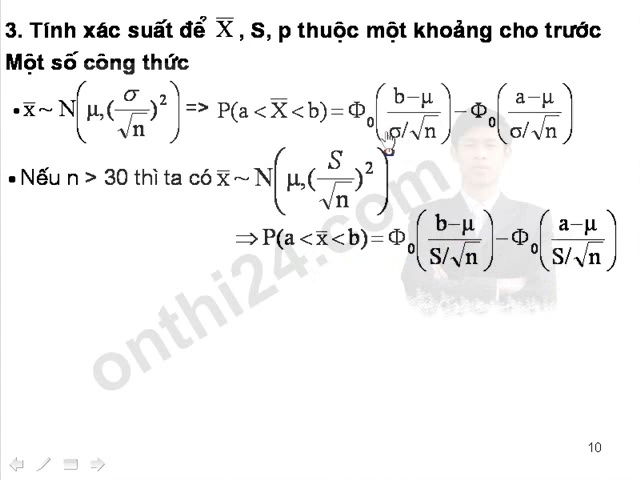 3. Tính xác suất để X̅ , S, p thuộc một khoảng cho trước
Một số công thức
• x̅ ~ N(μ,(σ/√n)²) => P(a < X̅ < b) = Φ₀((b−μ)/(σ/√n)) − Φ₀((a−μ)/(σ/√n))
• Nếu n > 30 thì ta có x̅ ~ N(μ,(S/√n)²)
⇒ P(a < x̅ < b) = Φ₀((b−μ)/(S/√n)) − Φ₀((a−μ)/(S/√n))
onthi24.com
10